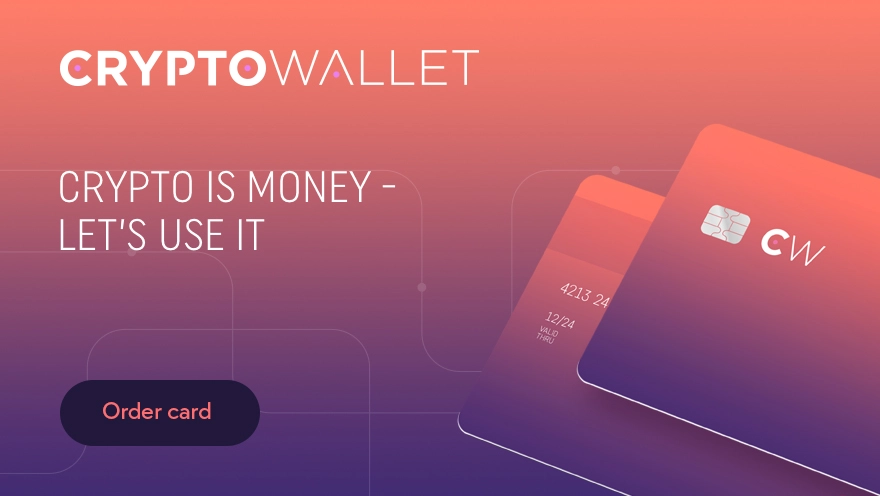 CRYPTOWALLET
CRYPTO IS MONEY -
LET'S USE IT
Order card
CW
4213 24
12/24
VALID
THRU